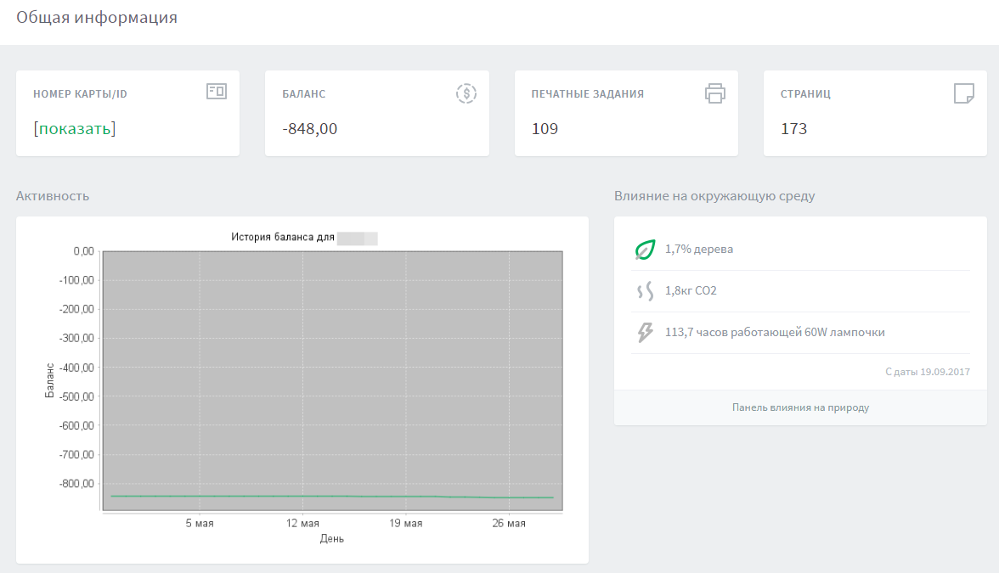 Общая информация
НОМЕР КАРТЫ/ID
[показать]
БАЛАНС
-848,00
ПЕЧАТНЫЕ ЗАДАНИЯ
109
СТРАНИЦ
173
Активность
История баланса для
0,00
-100,00
-200,00
-300,00
-400,00
-500,00
-600,00
-700,00
-800,00
Баланс
5 мая
12 мая
19 мая
26 мая
День
Влияние на окружающую среду
1,7% дерева
1,8кг CO2
113,7 часов работающей 60W лампочки
С даты 19.09.2017
Панель влияния на природу